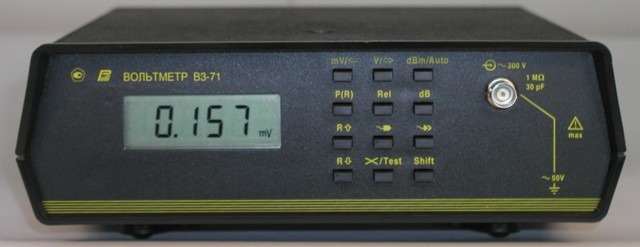 ВОЛЬТМЕТР В3-71
0.157 mV
mV/⇐ V/⇨ dBm/Auto
P(R) Rel dB
R⇧
R⇩ /Test Shift
~300 V
1 MΩ
30 pF
max
~50V